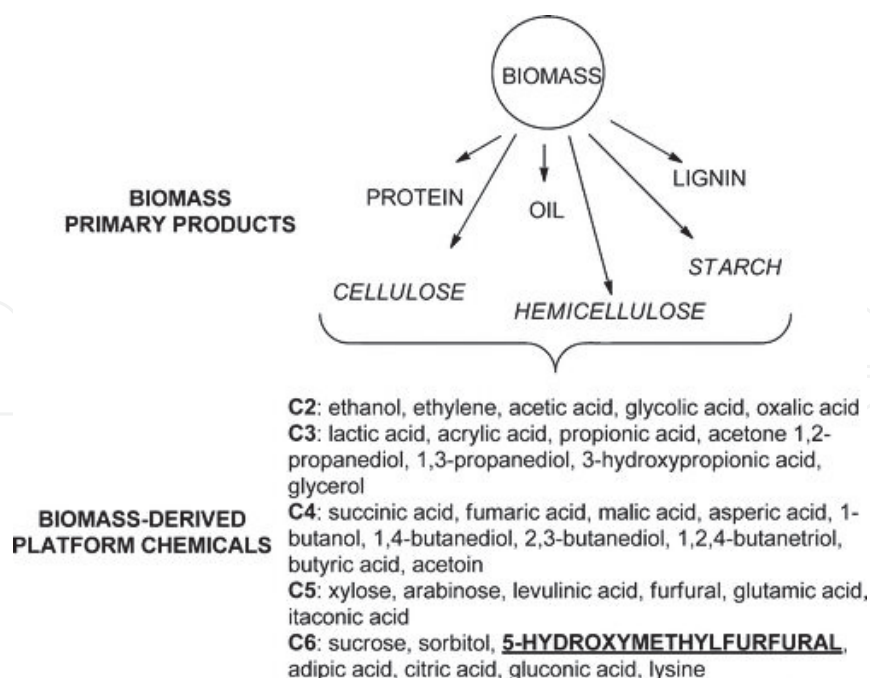 BIOMASS
PROTEIN
OIL
LIGNIN
BIOMASS
PRIMARY PRODUCTS
CELLULOSE
HEMICELLULOSE
STARCH
C2: ethanol, ethylene, acetic acid, glycolic acid, oxalic acid
C3: lactic acid, acrylic acid, propionic acid, acetone 1,2-
propanediol, 1,3-propanediol, 3-hydroxypropionic acid,
glycerol
BIOMASS-DERIVED
PLATFORM CHEMICALS
C4: succinic acid, fumaric acid, malic acid, asperic acid, 1-
butanol, 1,4-butanediol, 2,3-butanediol, 1,2,4-butanetriol,
butyric acid, acetoin
C5: xylose, arabinose, levulinic acid, furfural, glutamic acid,
itaconic acid
C6: sucrose, sorbitol, 5-HYDROXYMETHYLFURFURAL,
adipic acid, citric acid, gluconic acid, lysine